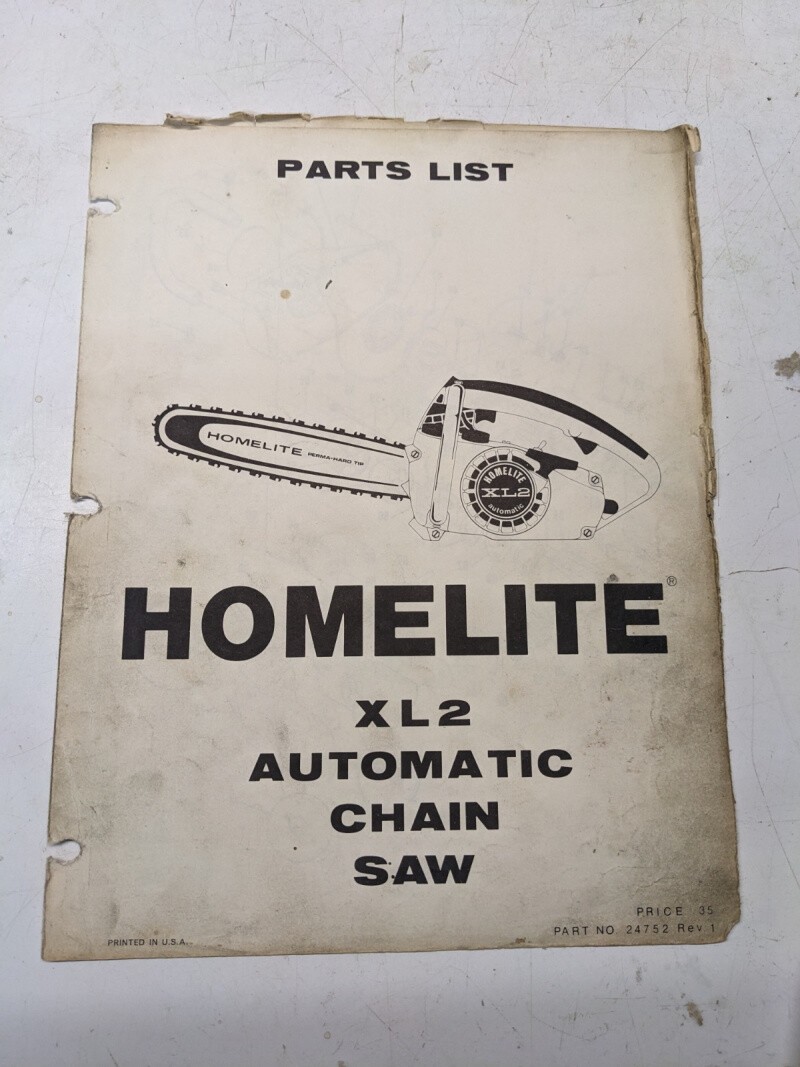 PARTS LIST
HOMELITE PERMA-HARD TIP
HOMELITE
XL2
automatic
HOMELITE®
XL2
AUTOMATIC
CHAIN
SAW
PRICE 35
PRINTED IN U.S.A.
PART NO. 24752 Rev 1